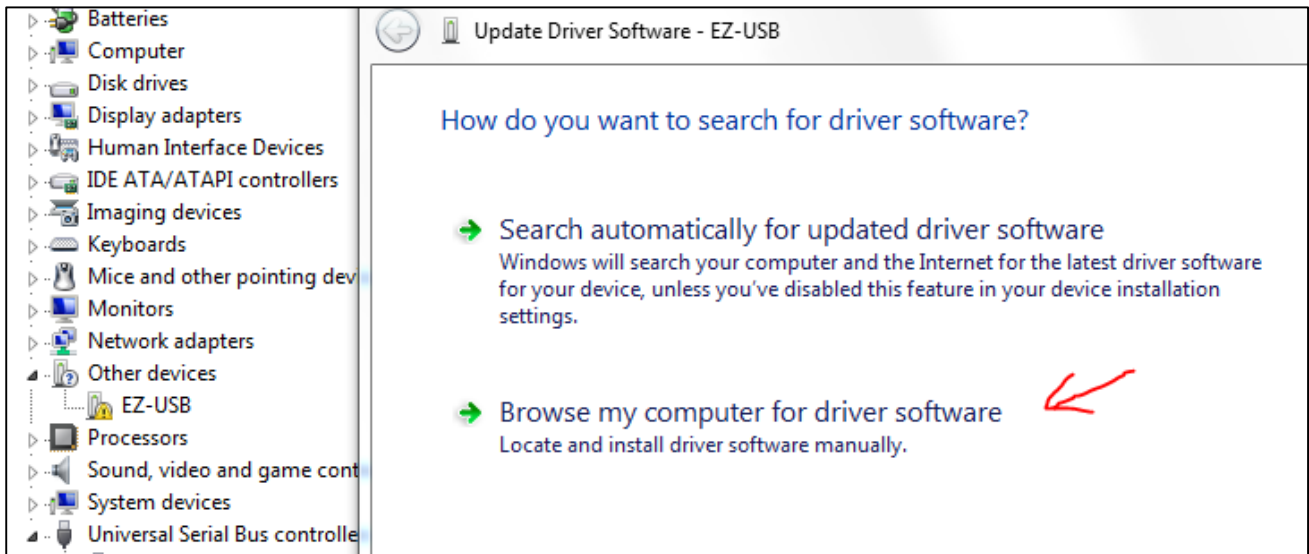 Batteries
Computer
Disk drives
Display adapters
Human Interface Devices
IDE ATA/ATAPI controllers
Imaging devices
Keyboards
Mice and other pointing dev
Monitors
Network adapters
Other devices
EZ-USB
Processors
Sound, video and game cont
System devices
Universal Serial Bus controlle
Update Driver Software - EZ-USB
How do you want to search for driver software?
Search automatically for updated driver software
Windows will search your computer and the Internet for the latest driver software
for your device, unless you've disabled this feature in your device installation
settings.
Browse my computer for driver software
Locate and install driver software manually.